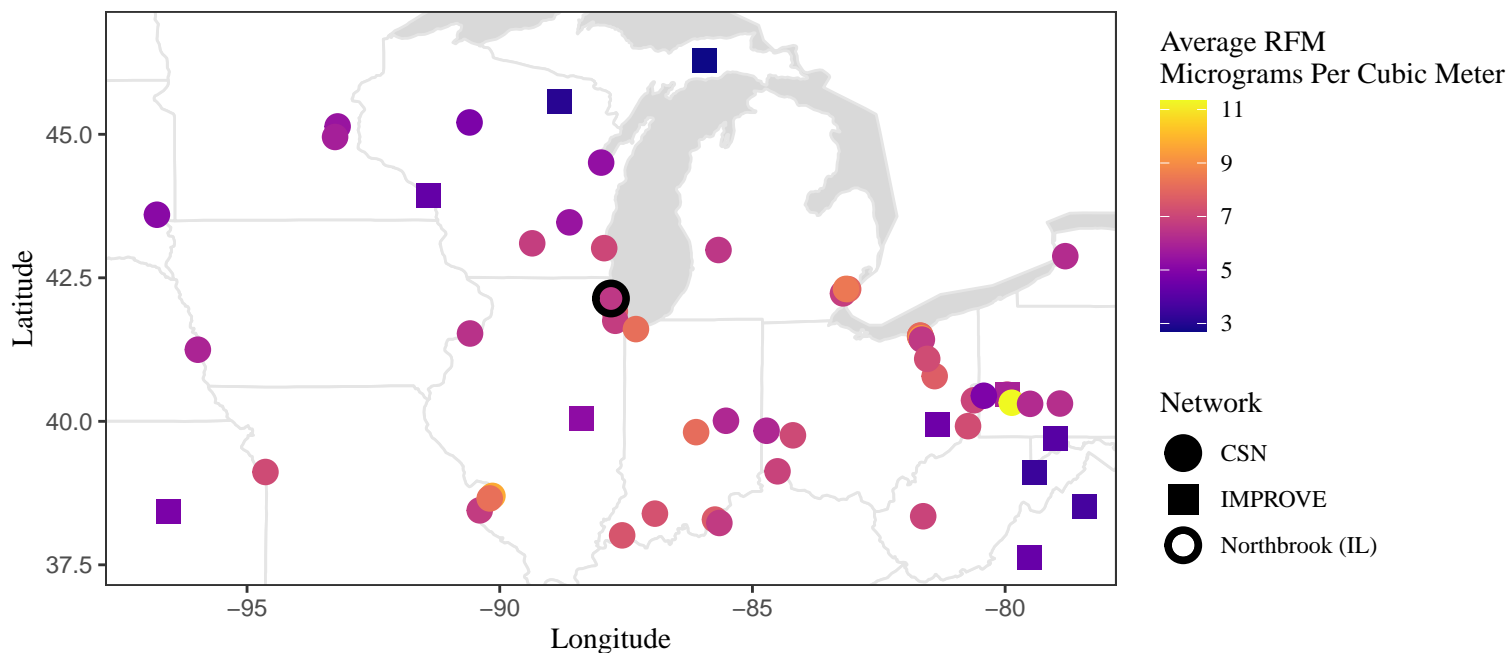 Average RFM
Micrograms Per Cubic Meter
11
9
7
5
3
Network
CSN
IMPROVE
Northbrook (IL)
Latitude
45.0
42.5
40.0
37.5
−95
−90
−85
−80
Longitude